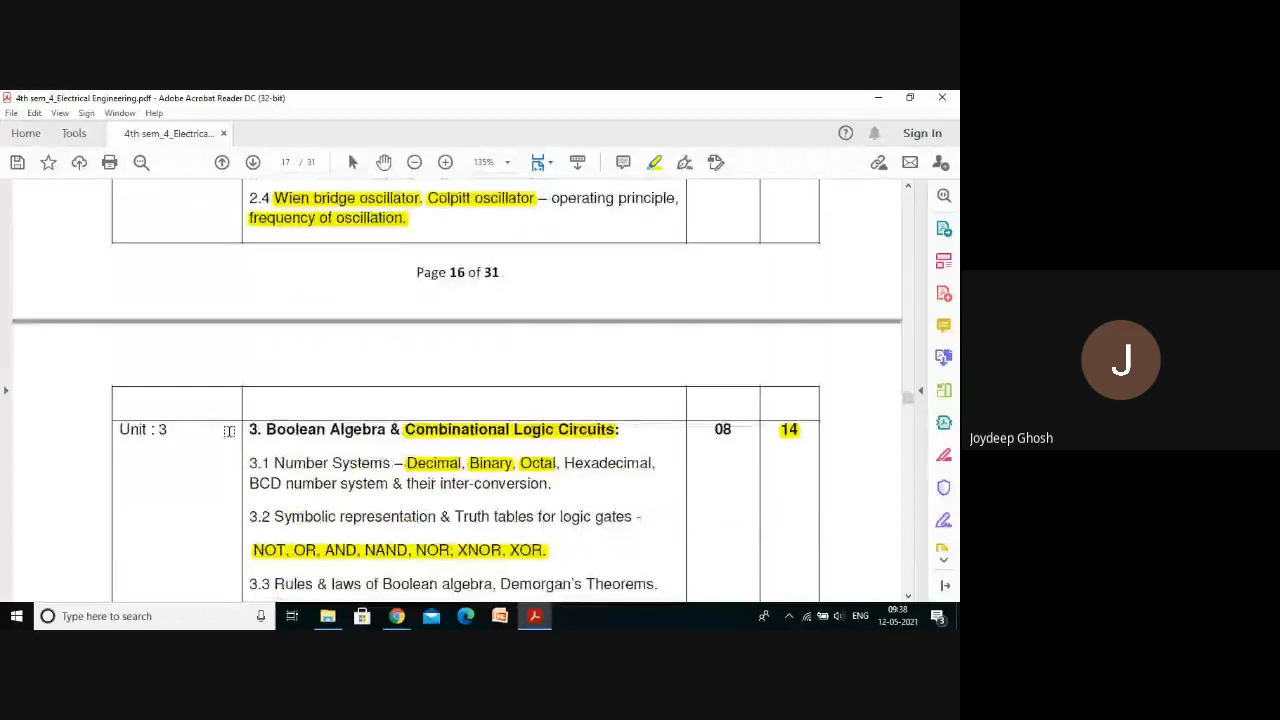 4th sem_4_Electrical Engineering.pdf - Adobe Acrobat Reader DC (32-bit)
File Edit View Sign Window Help
Home Tools 4th sem_4_Electrica... × Sign In
17 / 31 135%
2.4 Wien bridge oscillator, Colpitt oscillator – operating principle,
frequency of oscillation.
Page 16 of 31
Unit : 3 3. Boolean Algebra & Combinational Logic Circuits: 08 14
3.1 Number Systems – Decimal, Binary, Octal, Hexadecimal,
BCD number system & their inter-conversion.
3.2 Symbolic representation & Truth tables for logic gates -
NOT, OR, AND, NAND, NOR, XNOR, XOR.
3.3 Rules & laws of Boolean algebra, Demorgan's Theorems.
J
Joydeep Ghosh
Type here to search
ENG
09:38
12-05-2021
3